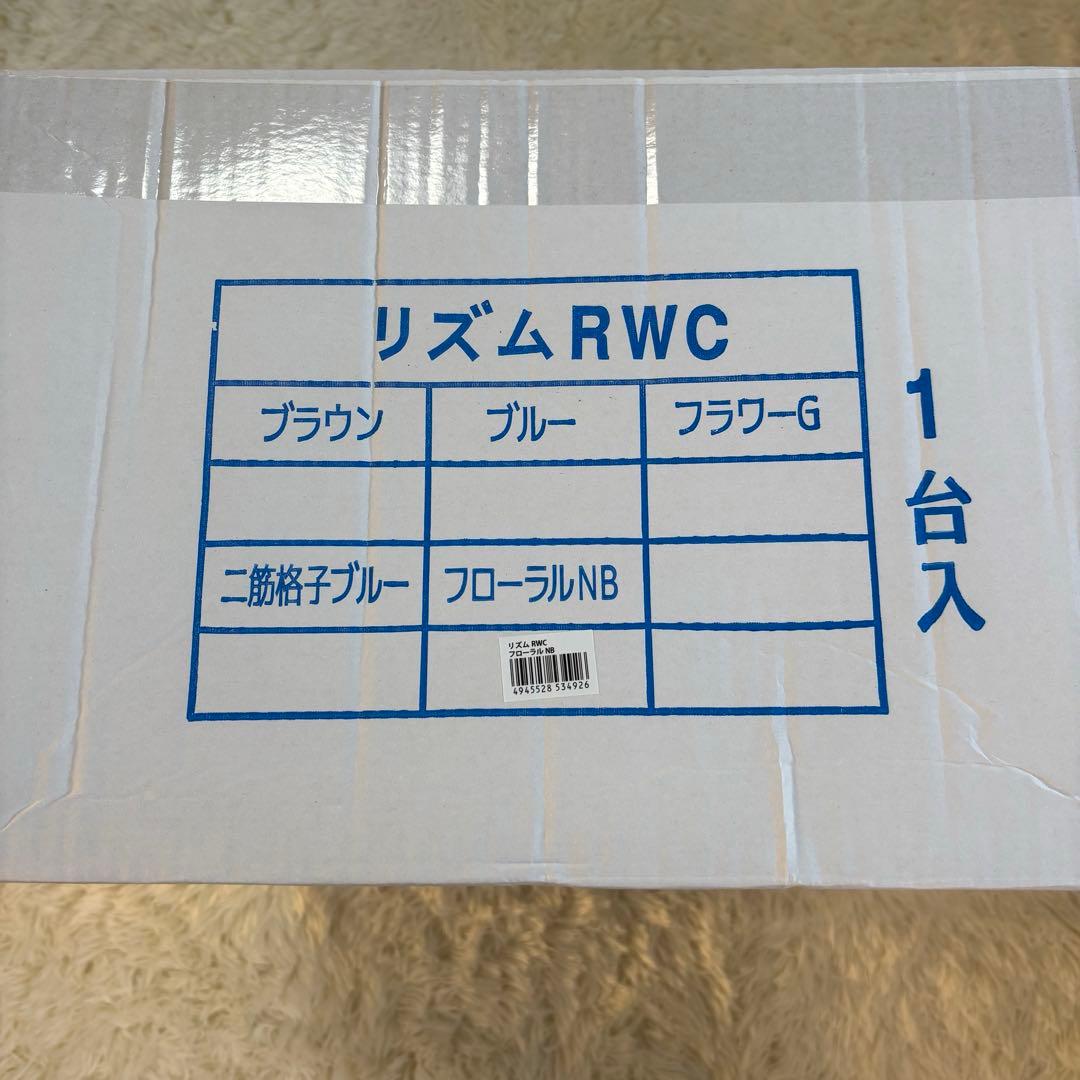 リズムRWC
ブラウン ブルー フラワーG
二筋格子ブルー フローラルNB
リズム RWC
フローラル NB
4945528 534926
1台入